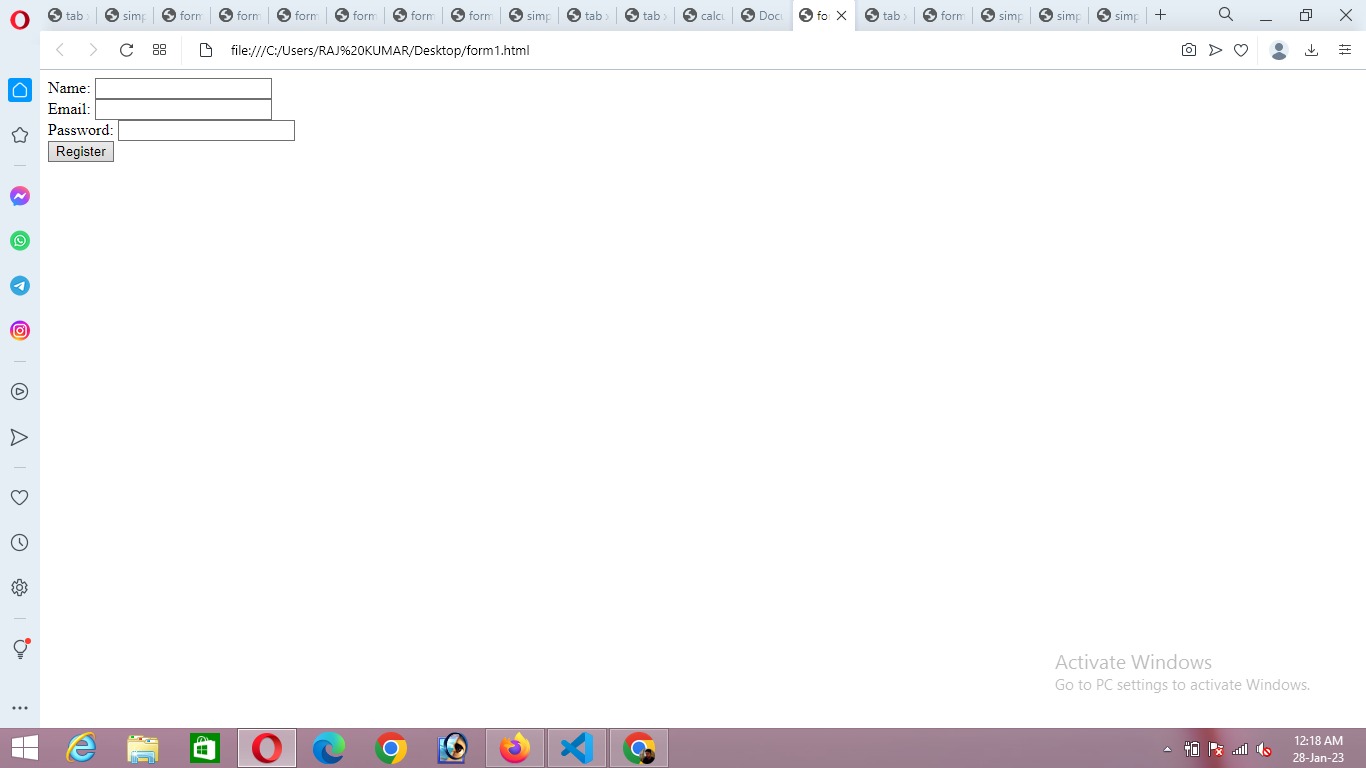 tab simp form form form form form form simp tab tab calcu Doc fo tab form simp simp simp
file:///C:/Users/RAJ%20KUMAR/Desktop/form1.html
Name:
Email:
Password:
Register
Activate Windows
Go to PC settings to activate Windows.
12:18 AM
28-Jan-23